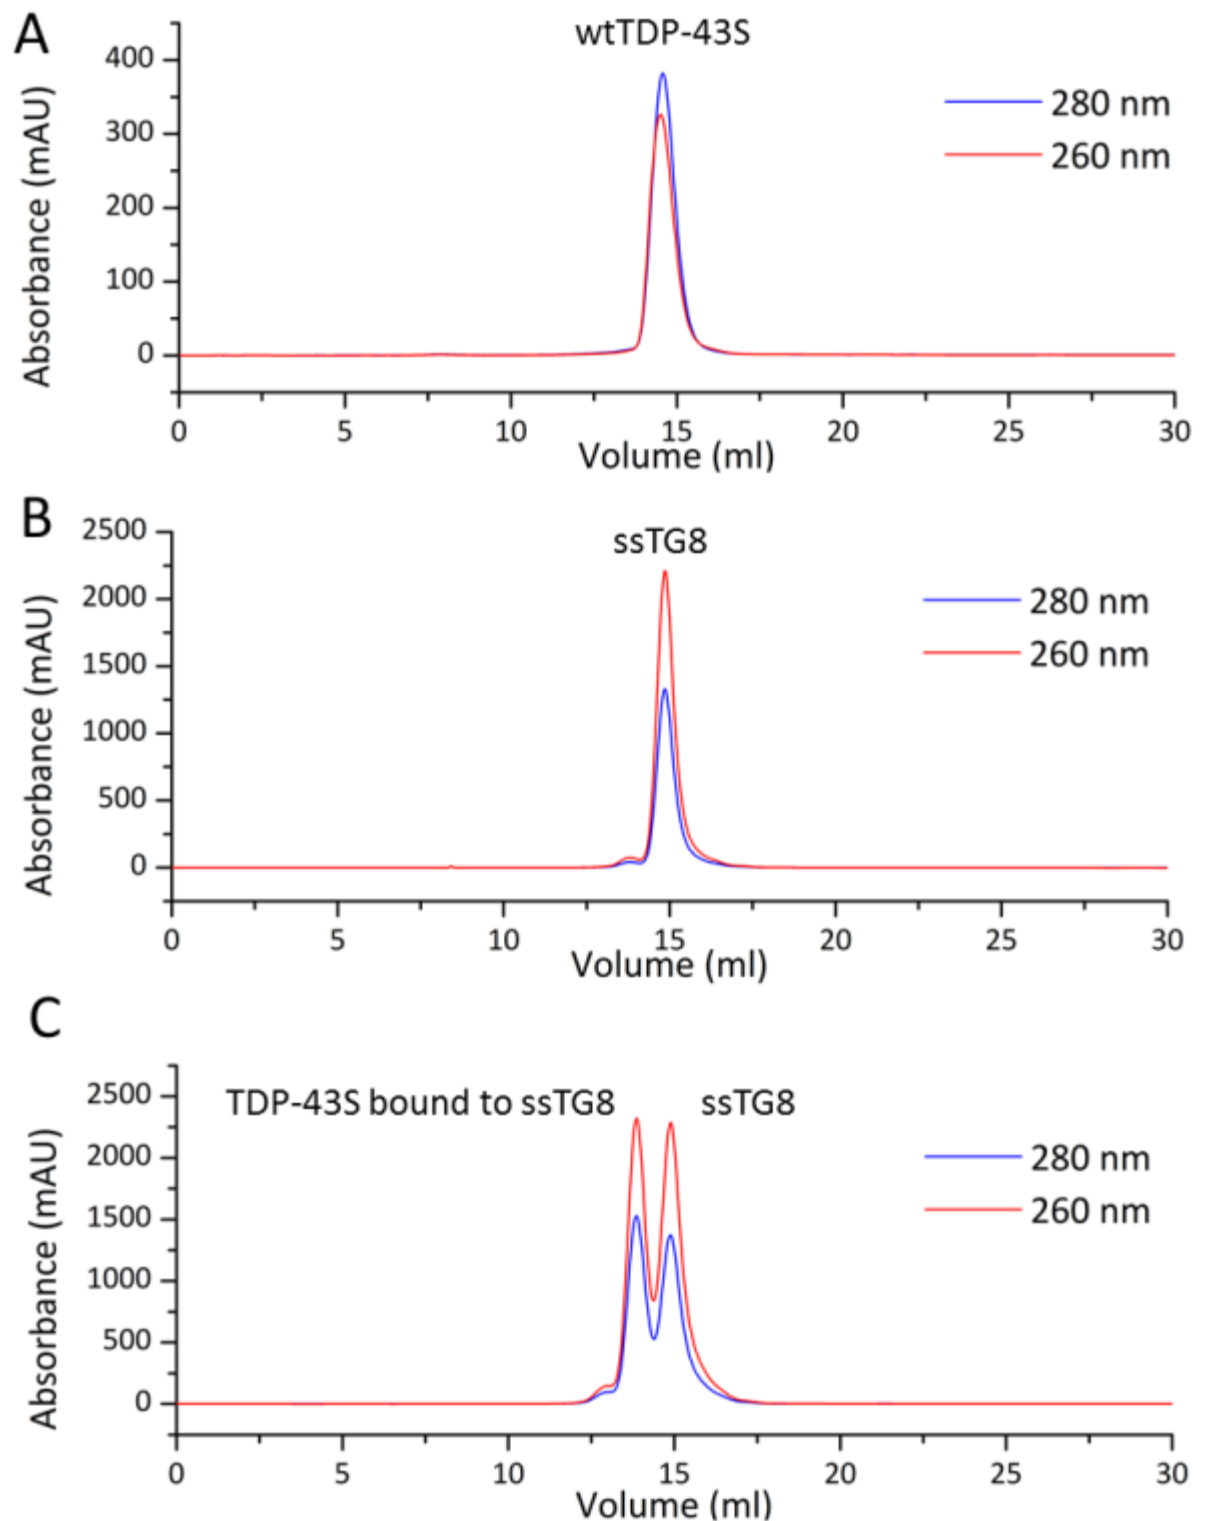 A
wtTDP-43S
Absorbance (mAU)
400
300
200
100
0
280 nm
260 nm
0 5 10 15 20 25 30
Volume (ml)
B
ssTG8
Absorbance (mAU)
2500
2000
1500
1000
500
0
280 nm
260 nm
0 5 10 15 20 25 30
Volume (ml)
C
TDP-43S bound to ssTG8 ssTG8
Absorbance (mAU)
2500
2000
1500
1000
500
0
280 nm
260 nm
0 5 10 15 20 25 30
Volume (ml)